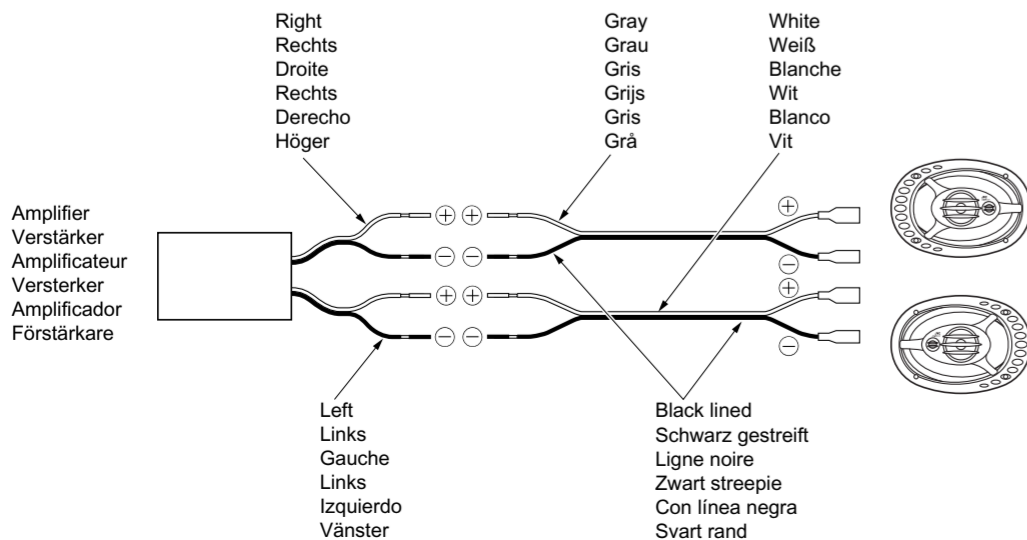 Right
Rechts
Droite
Rechts
Derecho
Höger
Gray
Grau
Gris
Grijs
Gris
Grå
White
Weiß
Blanche
Wit
Blanco
Vit
Amplifier
Verstärker
Amplificateur
Versterker
Amplificador
Förstärkare
+ + +
− − −
+ + +
− − −
Left
Links
Gauche
Links
Izquierdo
Vänster
Black lined
Schwarz gestreift
Ligne noire
Zwart streepie
Con línea negra
Svart rand